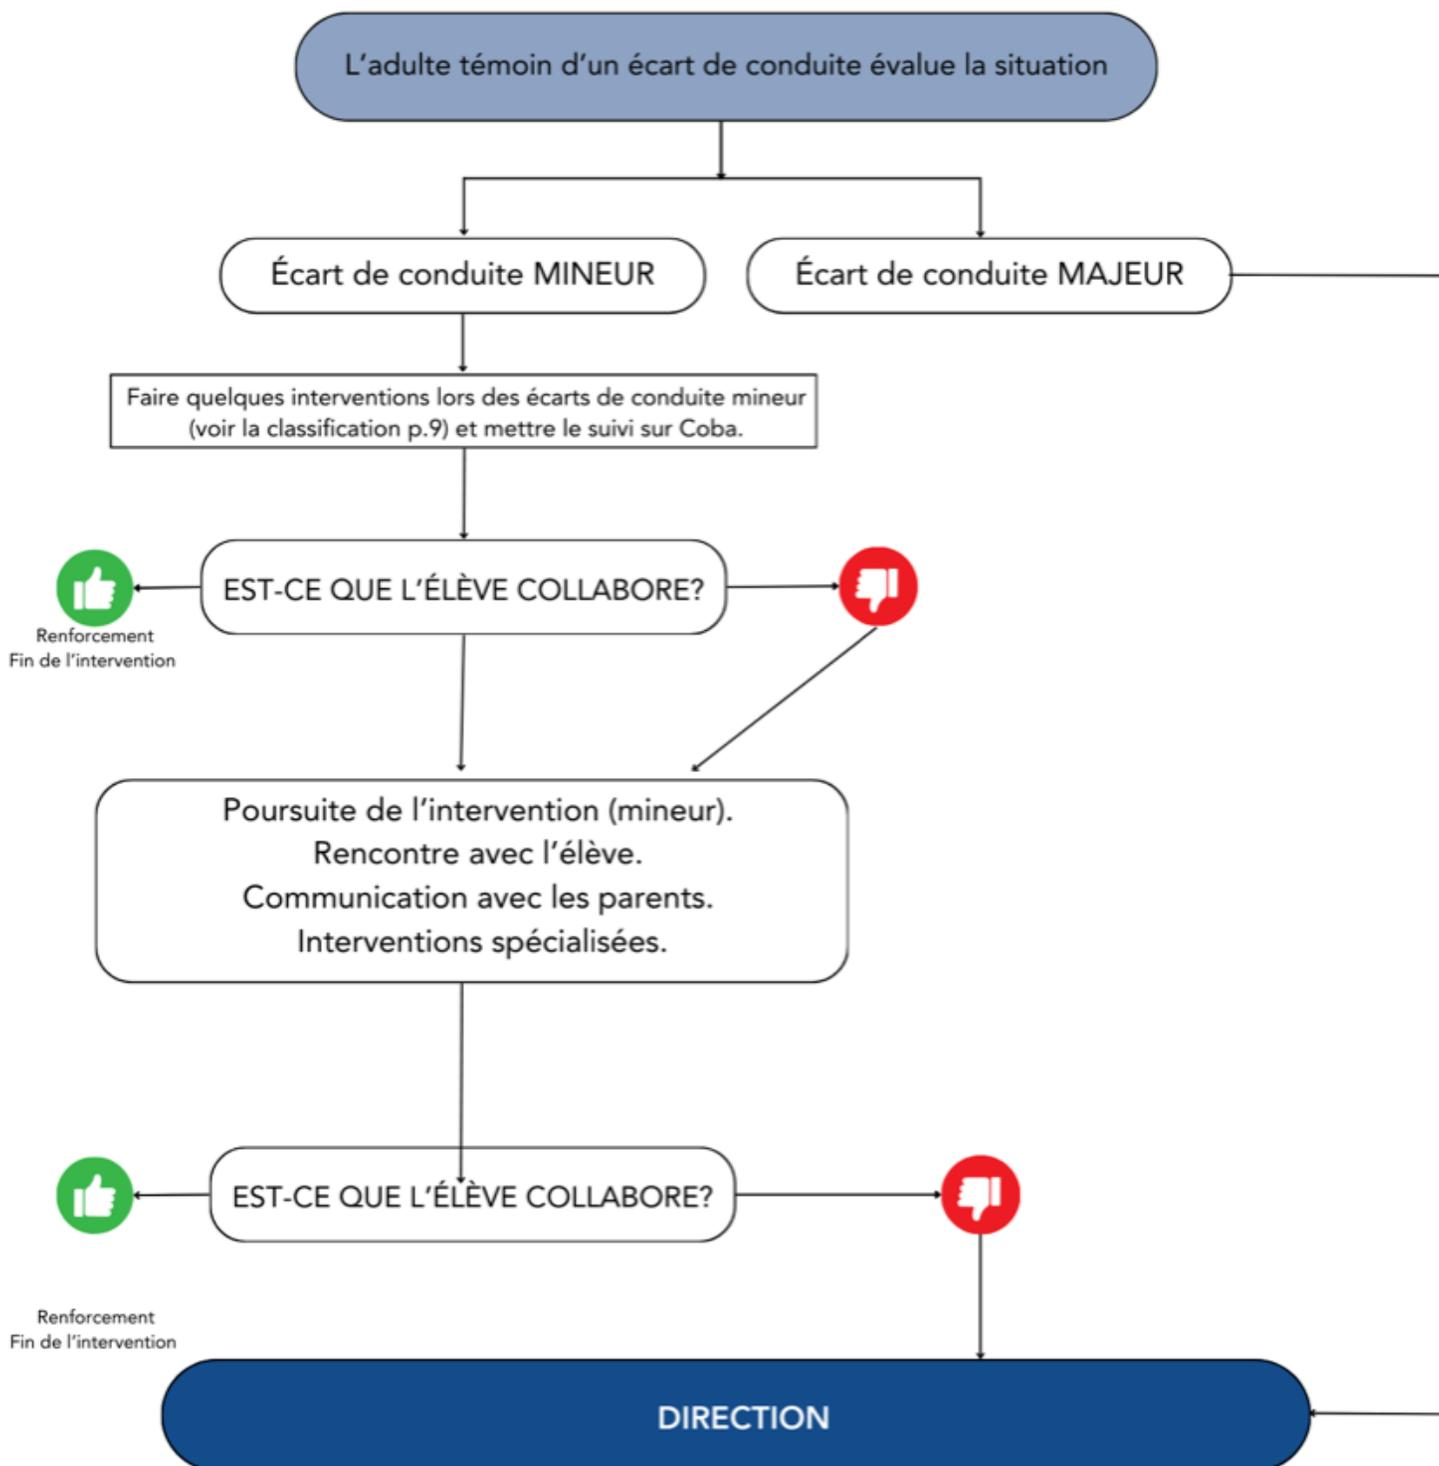 L'adulte témoin d'un écart de conduite évalue la situation
Écart de conduite MINEUR
Écart de conduite MAJEUR
Faire quelques interventions lors des écarts de conduite mineur
(voir la classification p.9) et mettre le suivi sur Coba.
EST-CE QUE L'ÉLÈVE COLLABORE?
Renforcement
Fin de l'intervention
Poursuite de l'intervention (mineur).
Rencontre avec l'élève.
Communication avec les parents.
Interventions spécialisées.
EST-CE QUE L'ÉLÈVE COLLABORE?
Renforcement
Fin de l'intervention
DIRECTION